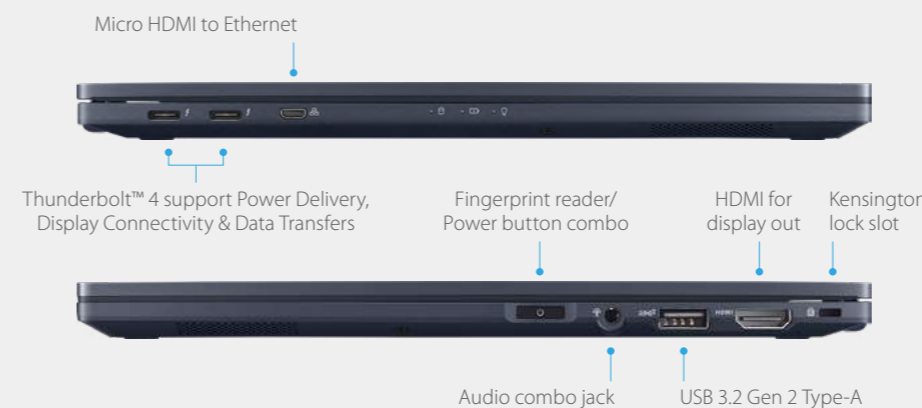 Micro HDMI to Ethernet
Thunderbolt™ 4 support Power Delivery,
Display Connectivity & Data Transfers
Fingerprint reader/
Power button combo
HDMI for
display out
Kensington
lock slot
HDMI
Audio combo jack
USB 3.2 Gen 2 Type-A